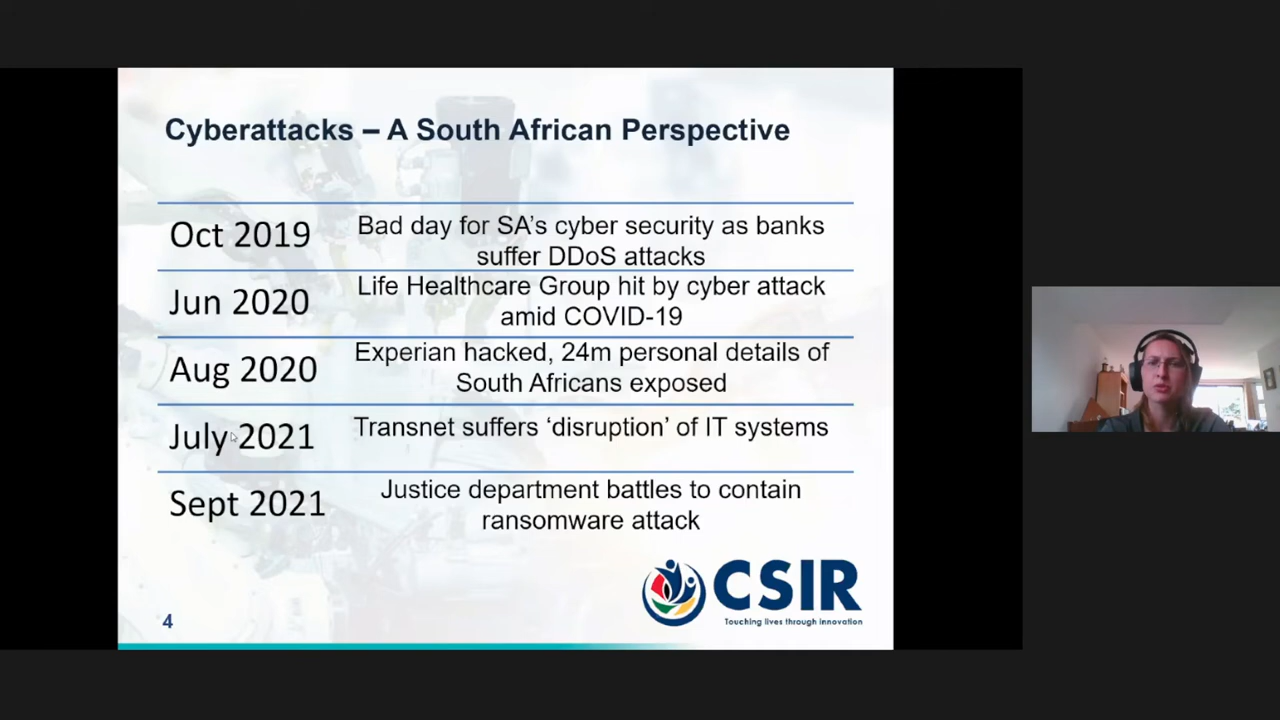 Cyberattacks – A South African Perspective
Oct 2019
Bad day for SA's cyber security as banks
suffer DDoS attacks
Jun 2020
Life Healthcare Group hit by cyber attack
amid COVID-19
Aug 2020
Experian hacked, 24m personal details of
South Africans exposed
July 2021
Transnet suffers ‘disruption’ of IT systems
Sept 2021
Justice department battles to contain
ransomware attack
CSIR
Touching lives through innovation
4